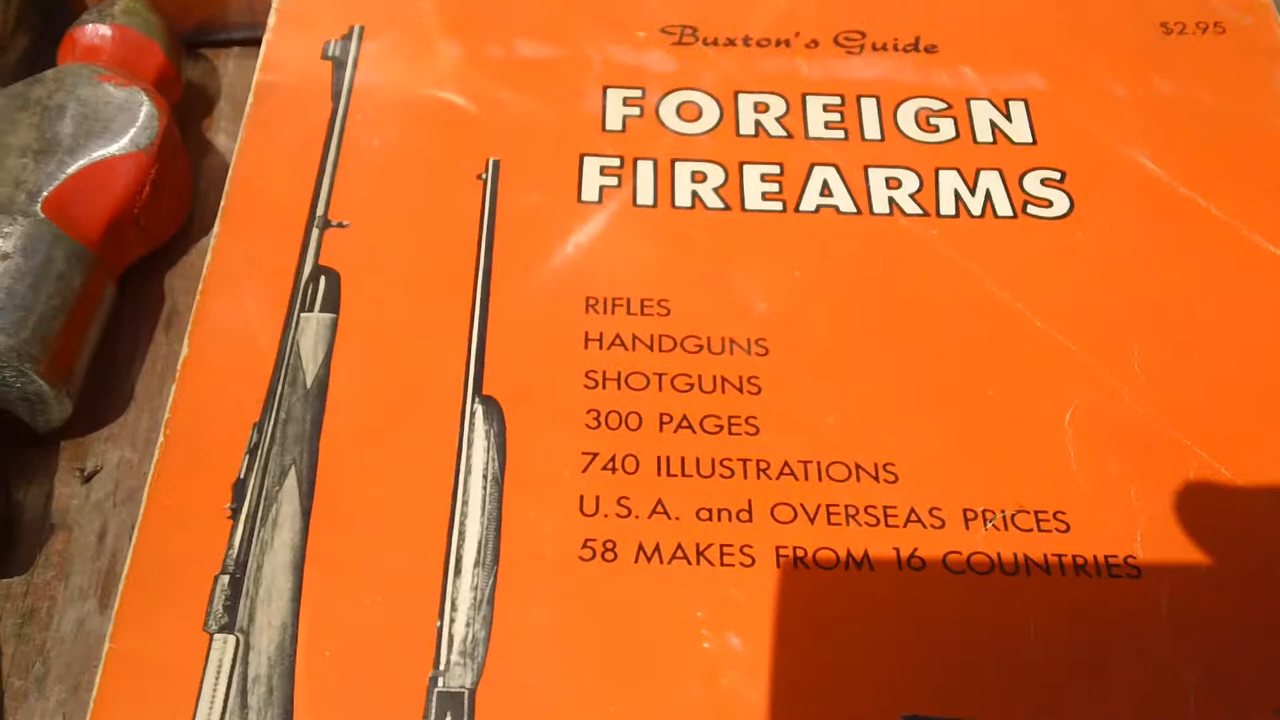 Buxton's Guide
$2.95
FOREIGN
FIREARMS
RIFLES
HANDGUNS
SHOTGUNS
300 PAGES
740 ILLUSTRATIONS
U.S.A. and OVERSEAS PRICES
58 MAKES FROM 16 COUNTRIES